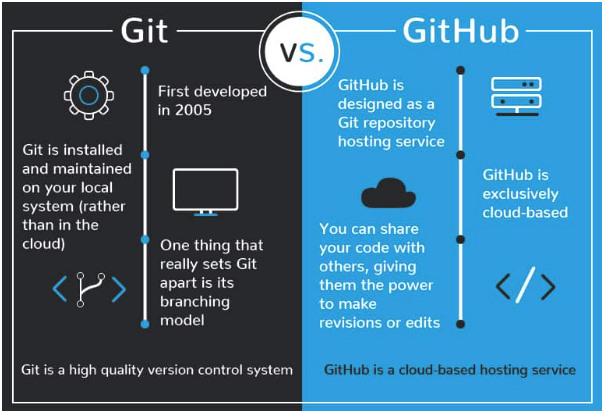 Git
vs.
GitHub
First developed
in 2005
Git is installed
and maintained
on your local
system (rather
than in the
cloud)
One thing that
really sets Git
apart is its
branching
model
Git is a high quality version control system
GitHub is
designed as a
Git repository
hosting service
GitHub is
exclusively
cloud-based
You can share
your code with
others, giving
them the power
to make
revisions or edits
GitHub is a cloud-based hosting service